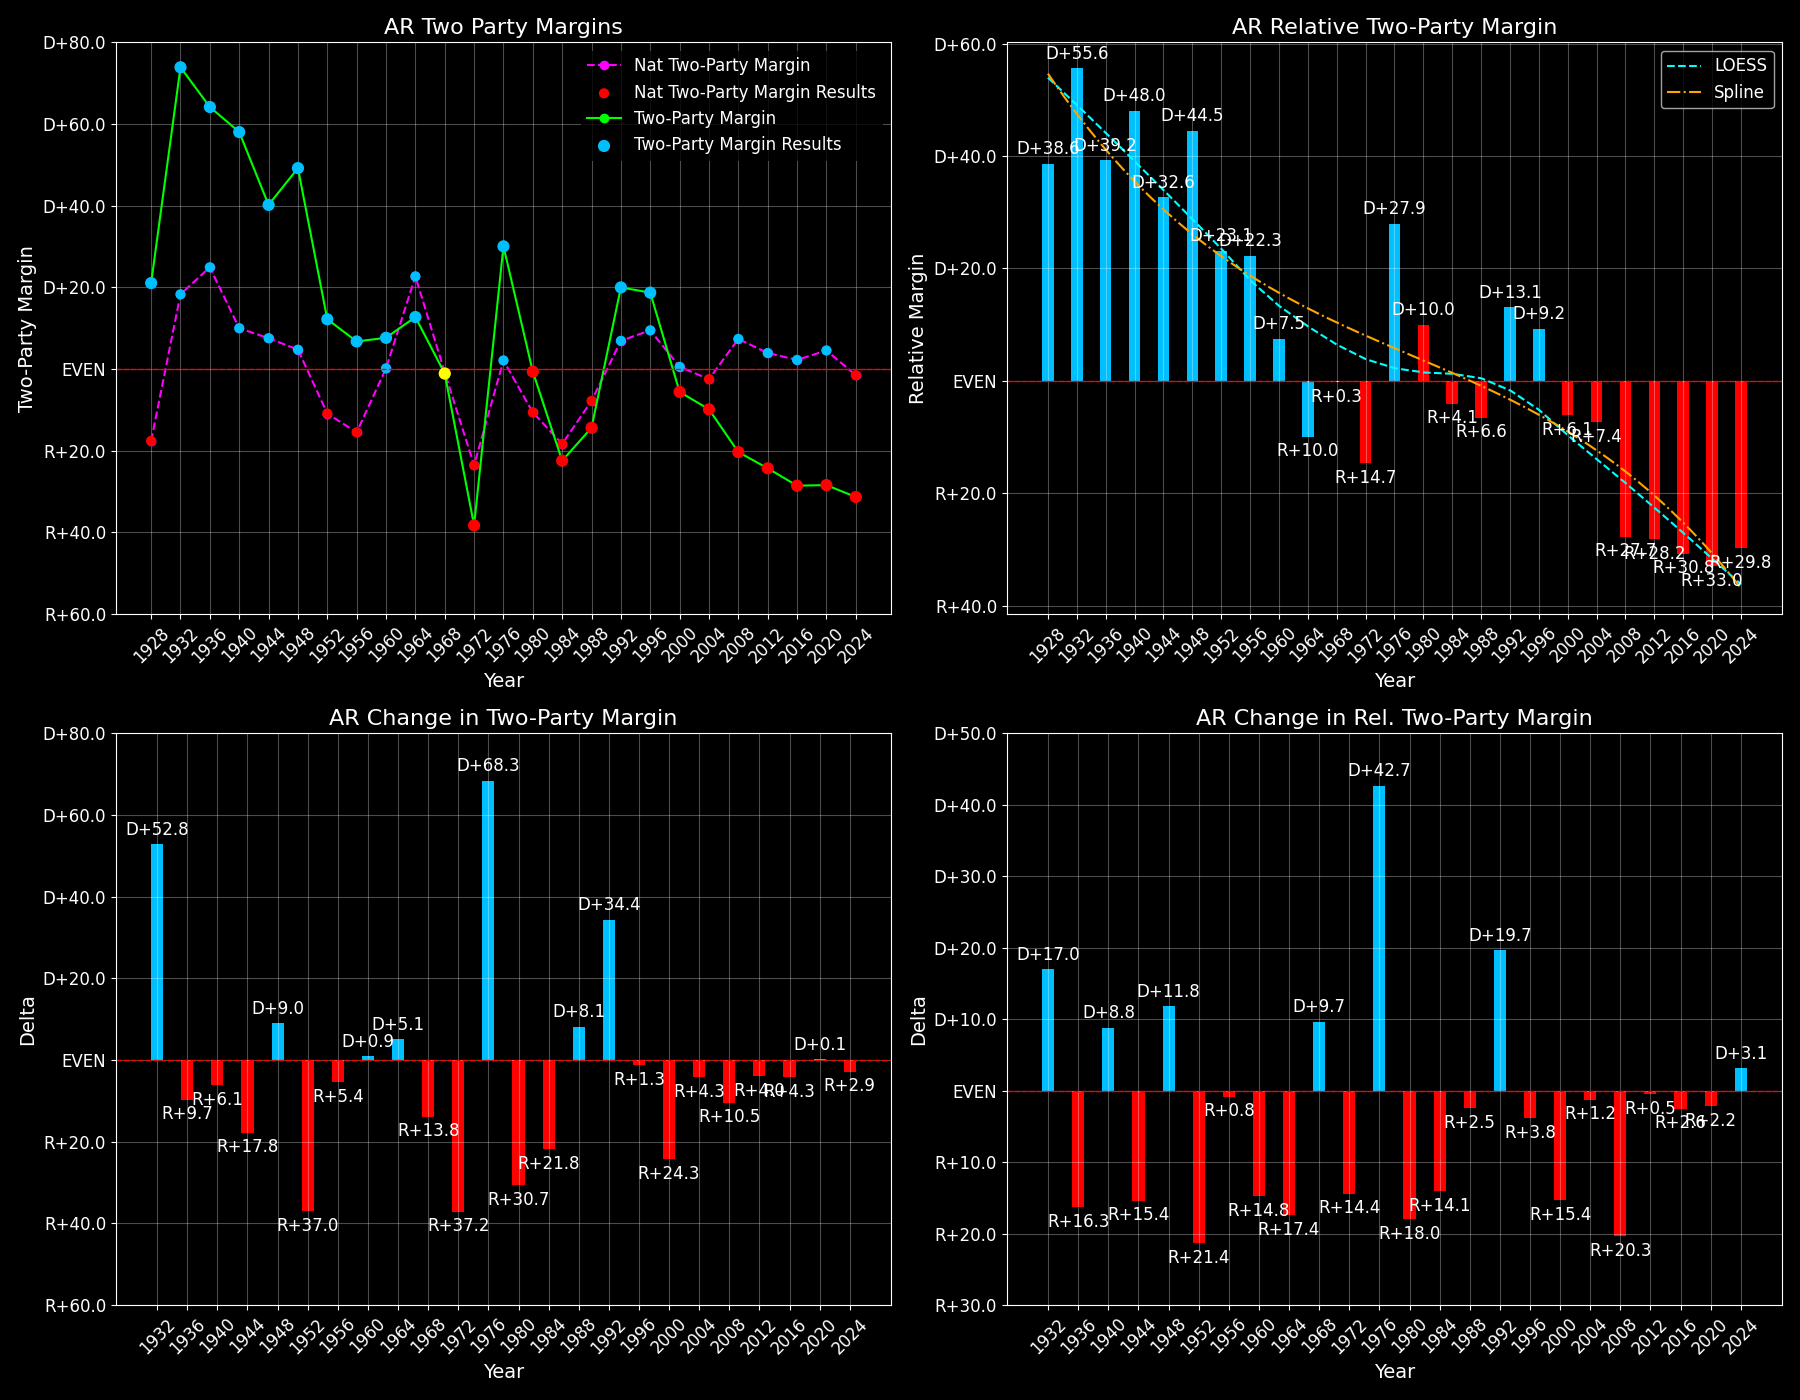 AR Two Party Margins
D+80.0
D+60.0
D+40.0
D+20.0
EVEN
R+20.0
R+40.0
R+60.0
Two-Party Margin
Nat Two-Party Margin
Nat Two-Party Margin Results
Two-Party Margin
Two-Party Margin Results
1928 1932 1936 1940 1944 1948 1952 1956 1960 1964 1968 1972 1976 1980 1984 1988 1992 1996 2000 2004 2008 2012 2016 2020 2024
Year
AR Relative Two-Party Margin
D+60.0
D+40.0
D+20.0
EVEN
R+20.0
R+40.0
Relative Margin
LOESS
Spline
D+38.6
D+55.6
D+39.2
D+48.0
D+32.6
D+44.5
D+23.1
D+22.3
D+7.5
R+10.0
R+0.3
R+14.7
D+27.9
D+10.0
R+4.1
R+6.6
D+13.1
D+9.2
R+6.1
R+7.4
R+27.7
R+28.2
R+30.8
R+33.0
R+29.8
1928 1932 1936 1940 1944 1948 1952 1956 1960 1964 1968 1972 1976 1980 1984 1988 1992 1996 2000 2004 2008 2012 2016 2020 2024
Year
AR Change in Two-Party Margin
D+80.0
D+60.0
D+40.0
D+20.0
EVEN
R+20.0
R+40.0
R+60.0
Delta
D+52.8
R+9.7
R+6.1
R+17.8
D+9.0
R+37.0
R+5.4
D+0.9
D+5.1
R+13.8
R+37.2
D+68.3
R+30.7
R+21.8
D+8.1
D+34.4
R+1.3
R+24.3
R+4.3
R+10.5
R+4.0
R+4.3
D+0.1
R+2.9
1932 1936 1940 1944 1948 1952 1956 1960 1964 1968 1972 1976 1980 1984 1988 1992 1996 2000 2004 2008 2012 2016 2020 2024
Year
AR Change in Rel. Two-Party Margin
D+50.0
D+40.0
D+30.0
D+20.0
D+10.0
EVEN
R+10.0
R+20.0
R+30.0
Delta
D+17.0
R+16.3
D+8.8
R+15.4
D+11.8
R+21.4
R+0.8
R+14.8
R+17.4
D+9.7
R+14.4
D+42.7
R+18.0
R+14.1
R+2.5
D+19.7
R+3.8
R+15.4
R+1.2
R+20.3
R+0.5
R+2.6
R+2.2
D+3.1
1932 1936 1940 1944 1948 1952 1956 1960 1964 1968 1972 1976 1980 1984 1988 1992 1996 2000 2004 2008 2012 2016 2020 2024
Year